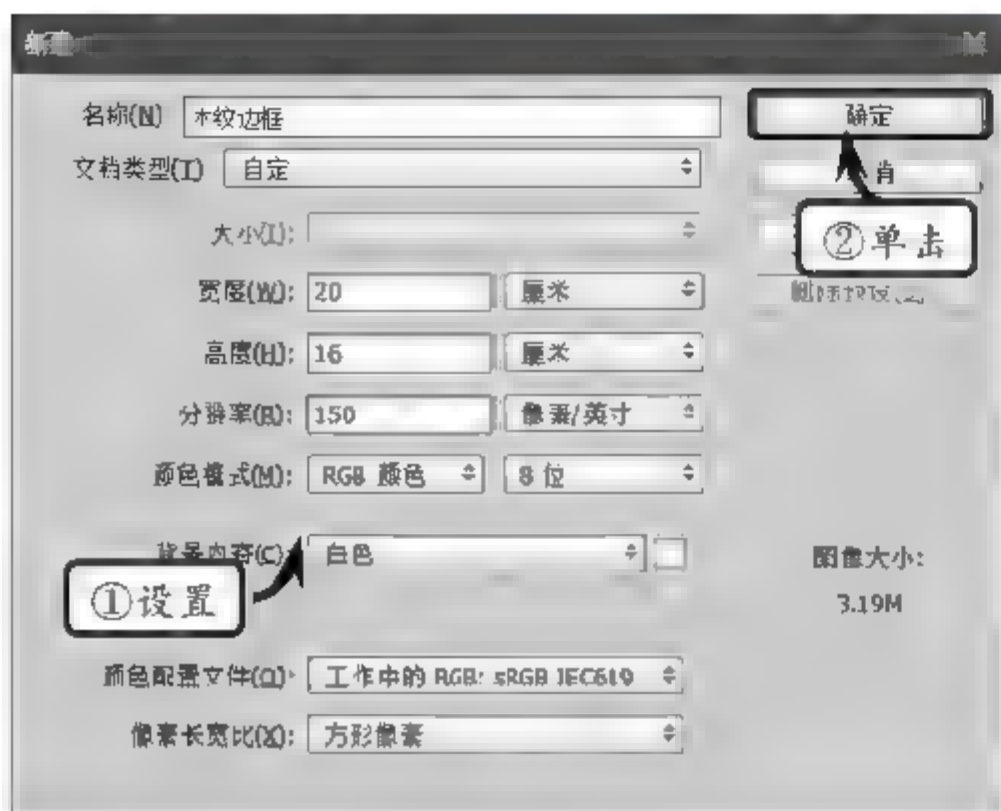 新建
名称(N) 木纹边框
确定
文档类型(T) 自定
肖
大小(I):
②单击
宽度(W): 20 厘米
高度(H): 16 厘米
分辨率(R): 150 像素/英寸
颜色模式(M): RGB 颜色 8 位
背景内容(C) 白色
图像大小:
①设置
3.19M
颜色配置文件(O): 工作中的 RGB: sRGB IEC619
像素长宽比(X): 方形像素